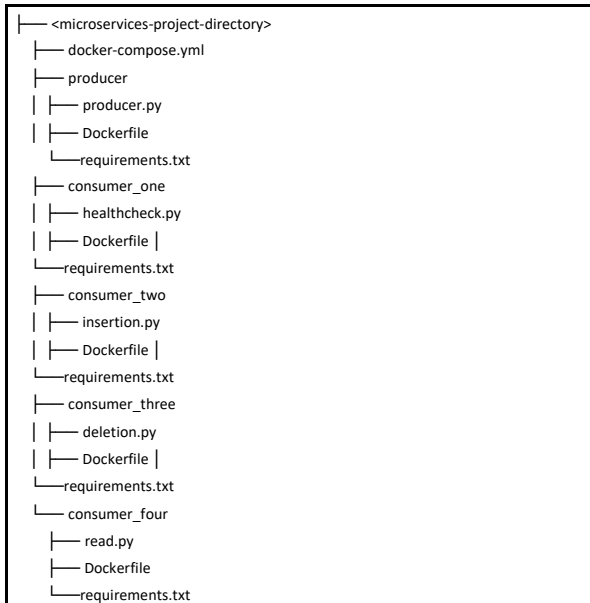 ├── <microservices-project-directory>
├── docker-compose.yml
├── producer
│ ├── producer.py
│ ├── Dockerfile
└──requirements.txt
├── consumer_one
│ ├── healthcheck.py
│ ├── Dockerfile │
└──requirements.txt
├── consumer_two
│ ├── insertion.py
│ ├── Dockerfile │
└──requirements.txt
├── consumer_three
│ ├── deletion.py
│ ├── Dockerfile │
└──requirements.txt
└── consumer_four
├── read.py
├── Dockerfile
└──requirements.txt